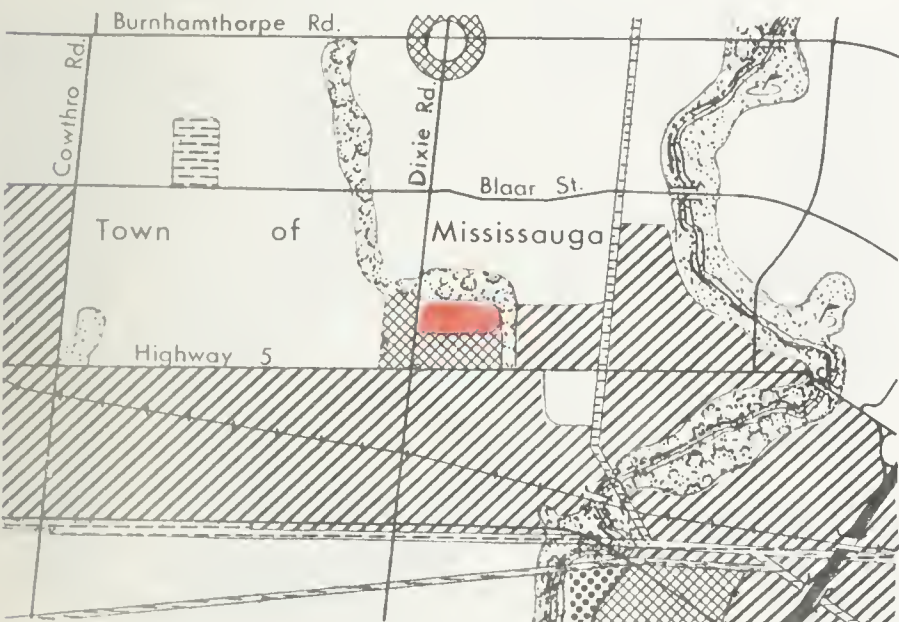 Burnhamthorpe Rd.
Cowthro Rd.
Dixie Rd.
Blaar St.
Town of Mississauga
Highway 5